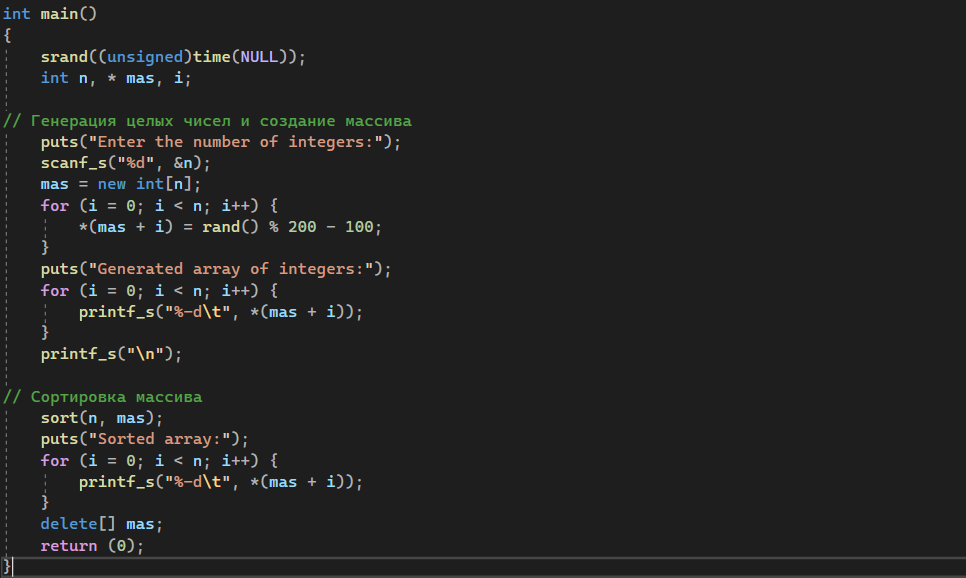 int main()
{
    srand((unsigned)time(NULL));
    int n, * mas, i;

// Генерация целых чисел и создание массива
    puts("Enter the number of integers:");
    scanf_s("%d", &n);
    mas = new int[n];
    for (i = 0; i < n; i++) {
        *(mas + i) = rand() % 200 - 100;
    }
    puts("Generated array of integers:");
    for (i = 0; i < n; i++) {
        printf_s("%-d\t", *(mas + i));
    }
    printf_s("\n");

// Сортировка массива
    sort(n, mas);
    puts("Sorted array:");
    for (i = 0; i < n; i++) {
        printf_s("%-d\t", *(mas + i));
    }
    delete[] mas;
    return (0);
}